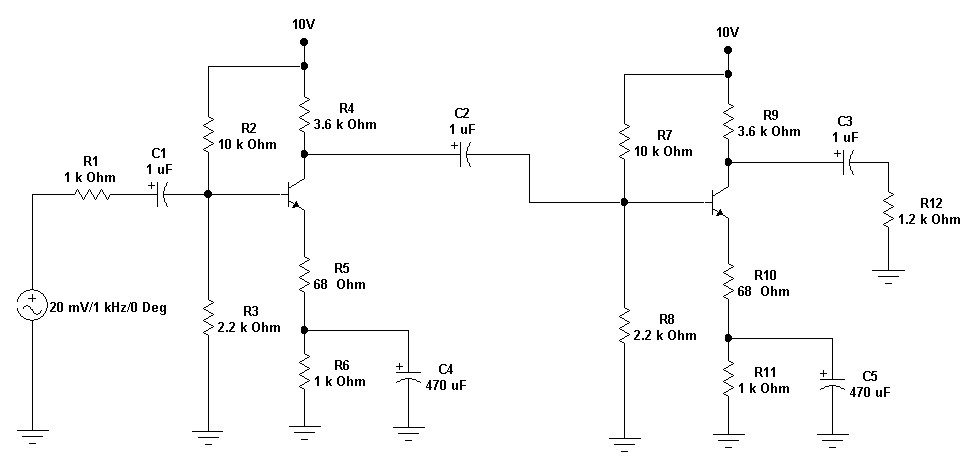 10V
10V
R4
3.6 k Ohm
R2
10 k Ohm
C2
1 uF
R9
3.6 k Ohm
R7
10 k Ohm
C3
1 uF
+
R1
1 k Ohm
C1
1 uF
+
+
R12
1.2 k Ohm
R5
68 Ohm
R10
68 Ohm
+
20 mV/1 kHz/0 Deg
R3
2.2 k Ohm
R8
2.2 k Ohm
R6
1 k Ohm
+
C4
470 uF
R11
1 k Ohm
+
C5
470 uF